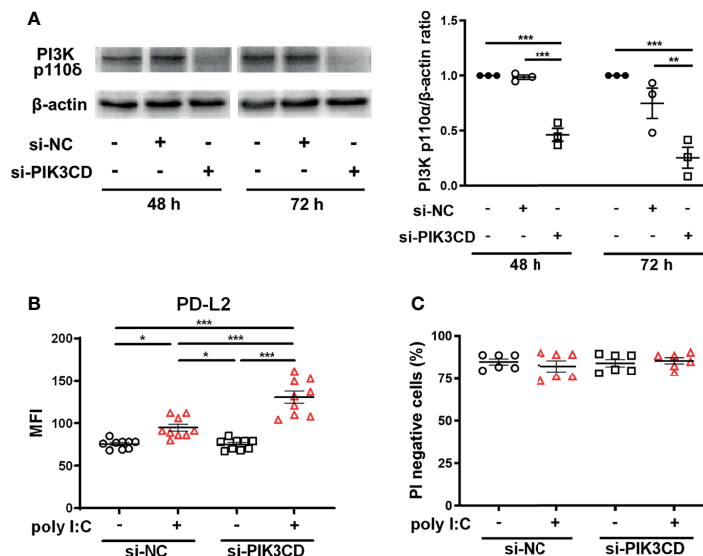 A
PI3K
p110δ
β-actin
si-NC - + - - + -
si-PIK3CD - - + - - +
48 h 72 h
PI3K p110α/β-actin ratio
1.0
0.5
0.0
*** *** *** **
si-NC - + - - + -
si-PIK3CD - - + - - +
48 h 72 h
B
PD-L2
MFI
200
150
100
50
0
***
* ***
* ***
poly I:C - + - +
si-NC si-PIK3CD
C
PI negative cells (%)
100
75
50
25
0
poly I:C - + - +
si-NC si-PIK3CD